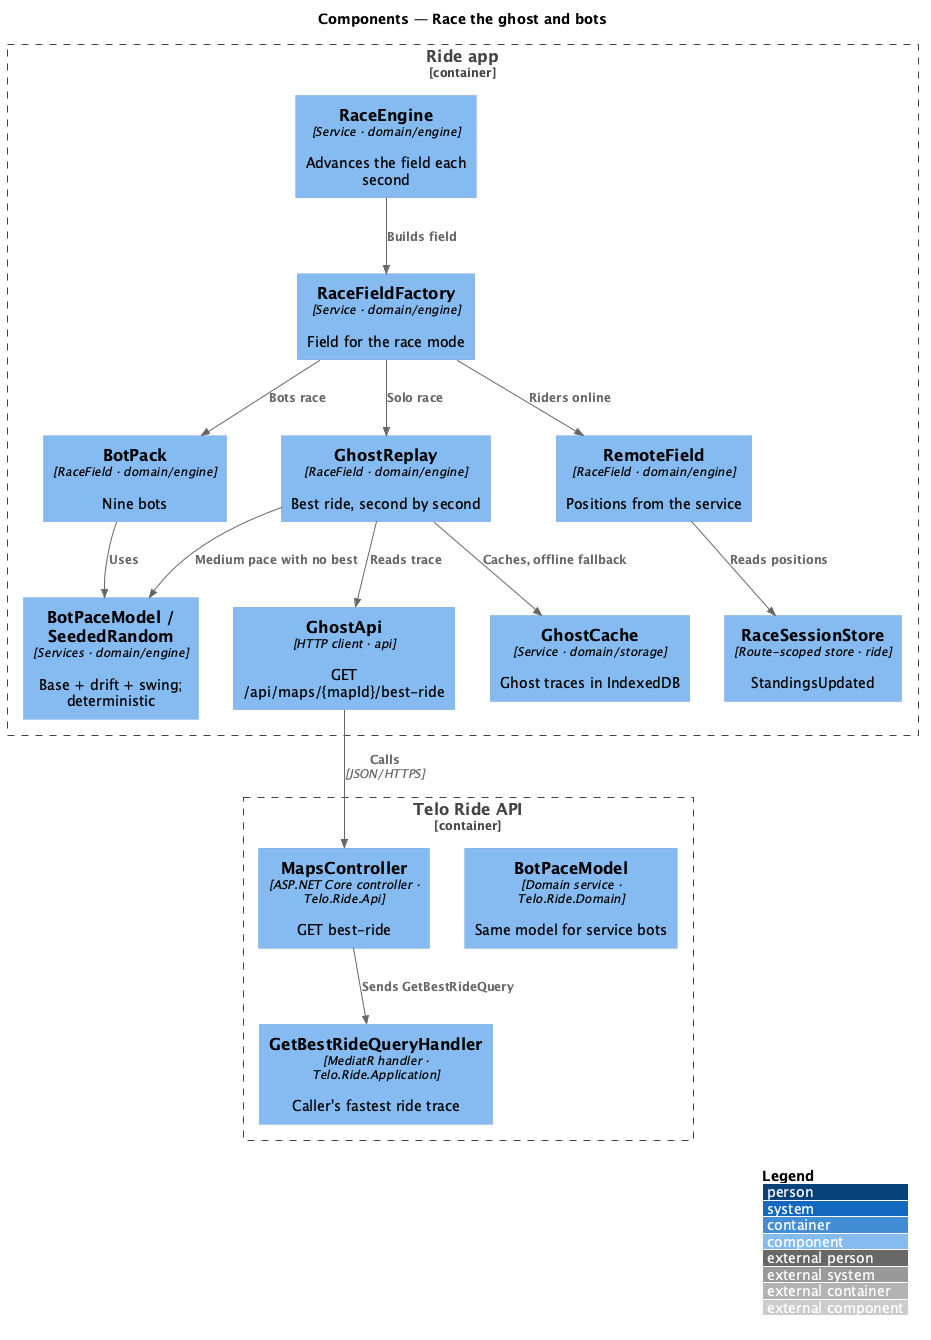 Components — Race the ghost and bots
Ride app
[container]
RaceEngine
[Service · domain/engine]
Advances the field each
second
Builds field
RaceFieldFactory
[Service · domain/engine]
Field for the race mode
Bots race
Solo race
Riders online
BotPack
[RaceField · domain/engine]
Nine bots
GhostReplay
[RaceField · domain/engine]
Best ride, second by second
RemoteField
[RaceField · domain/engine]
Positions from the service
Uses
Medium pace with no best
Reads trace
Caches, offline fallback
Reads positions
BotPaceModel /
SeededRandom
[Services · domain/engine]
Base + drift + swing;
deterministic
GhostApi
[HTTP client · api]
GET
/api/maps/{mapId}/best-ride
GhostCache
[Service · domain/storage]
Ghost traces in IndexedDB
RaceSessionStore
[Route-scoped store · ride]
StandingsUpdated
Calls
[JSON/HTTPS]
Telo Ride API
[container]
MapsController
[ASP.NET Core controller ·
Telo.Ride.Api]
GET best-ride
BotPaceModel
[Domain service ·
Telo.Ride.Domain]
Same model for service bots
Sends GetBestRideQuery
GetBestRideQueryHandler
[MediatR handler ·
Telo.Ride.Application]
Caller's fastest ride trace
Legend
person
system
container
component
external person
external system
external container
external component